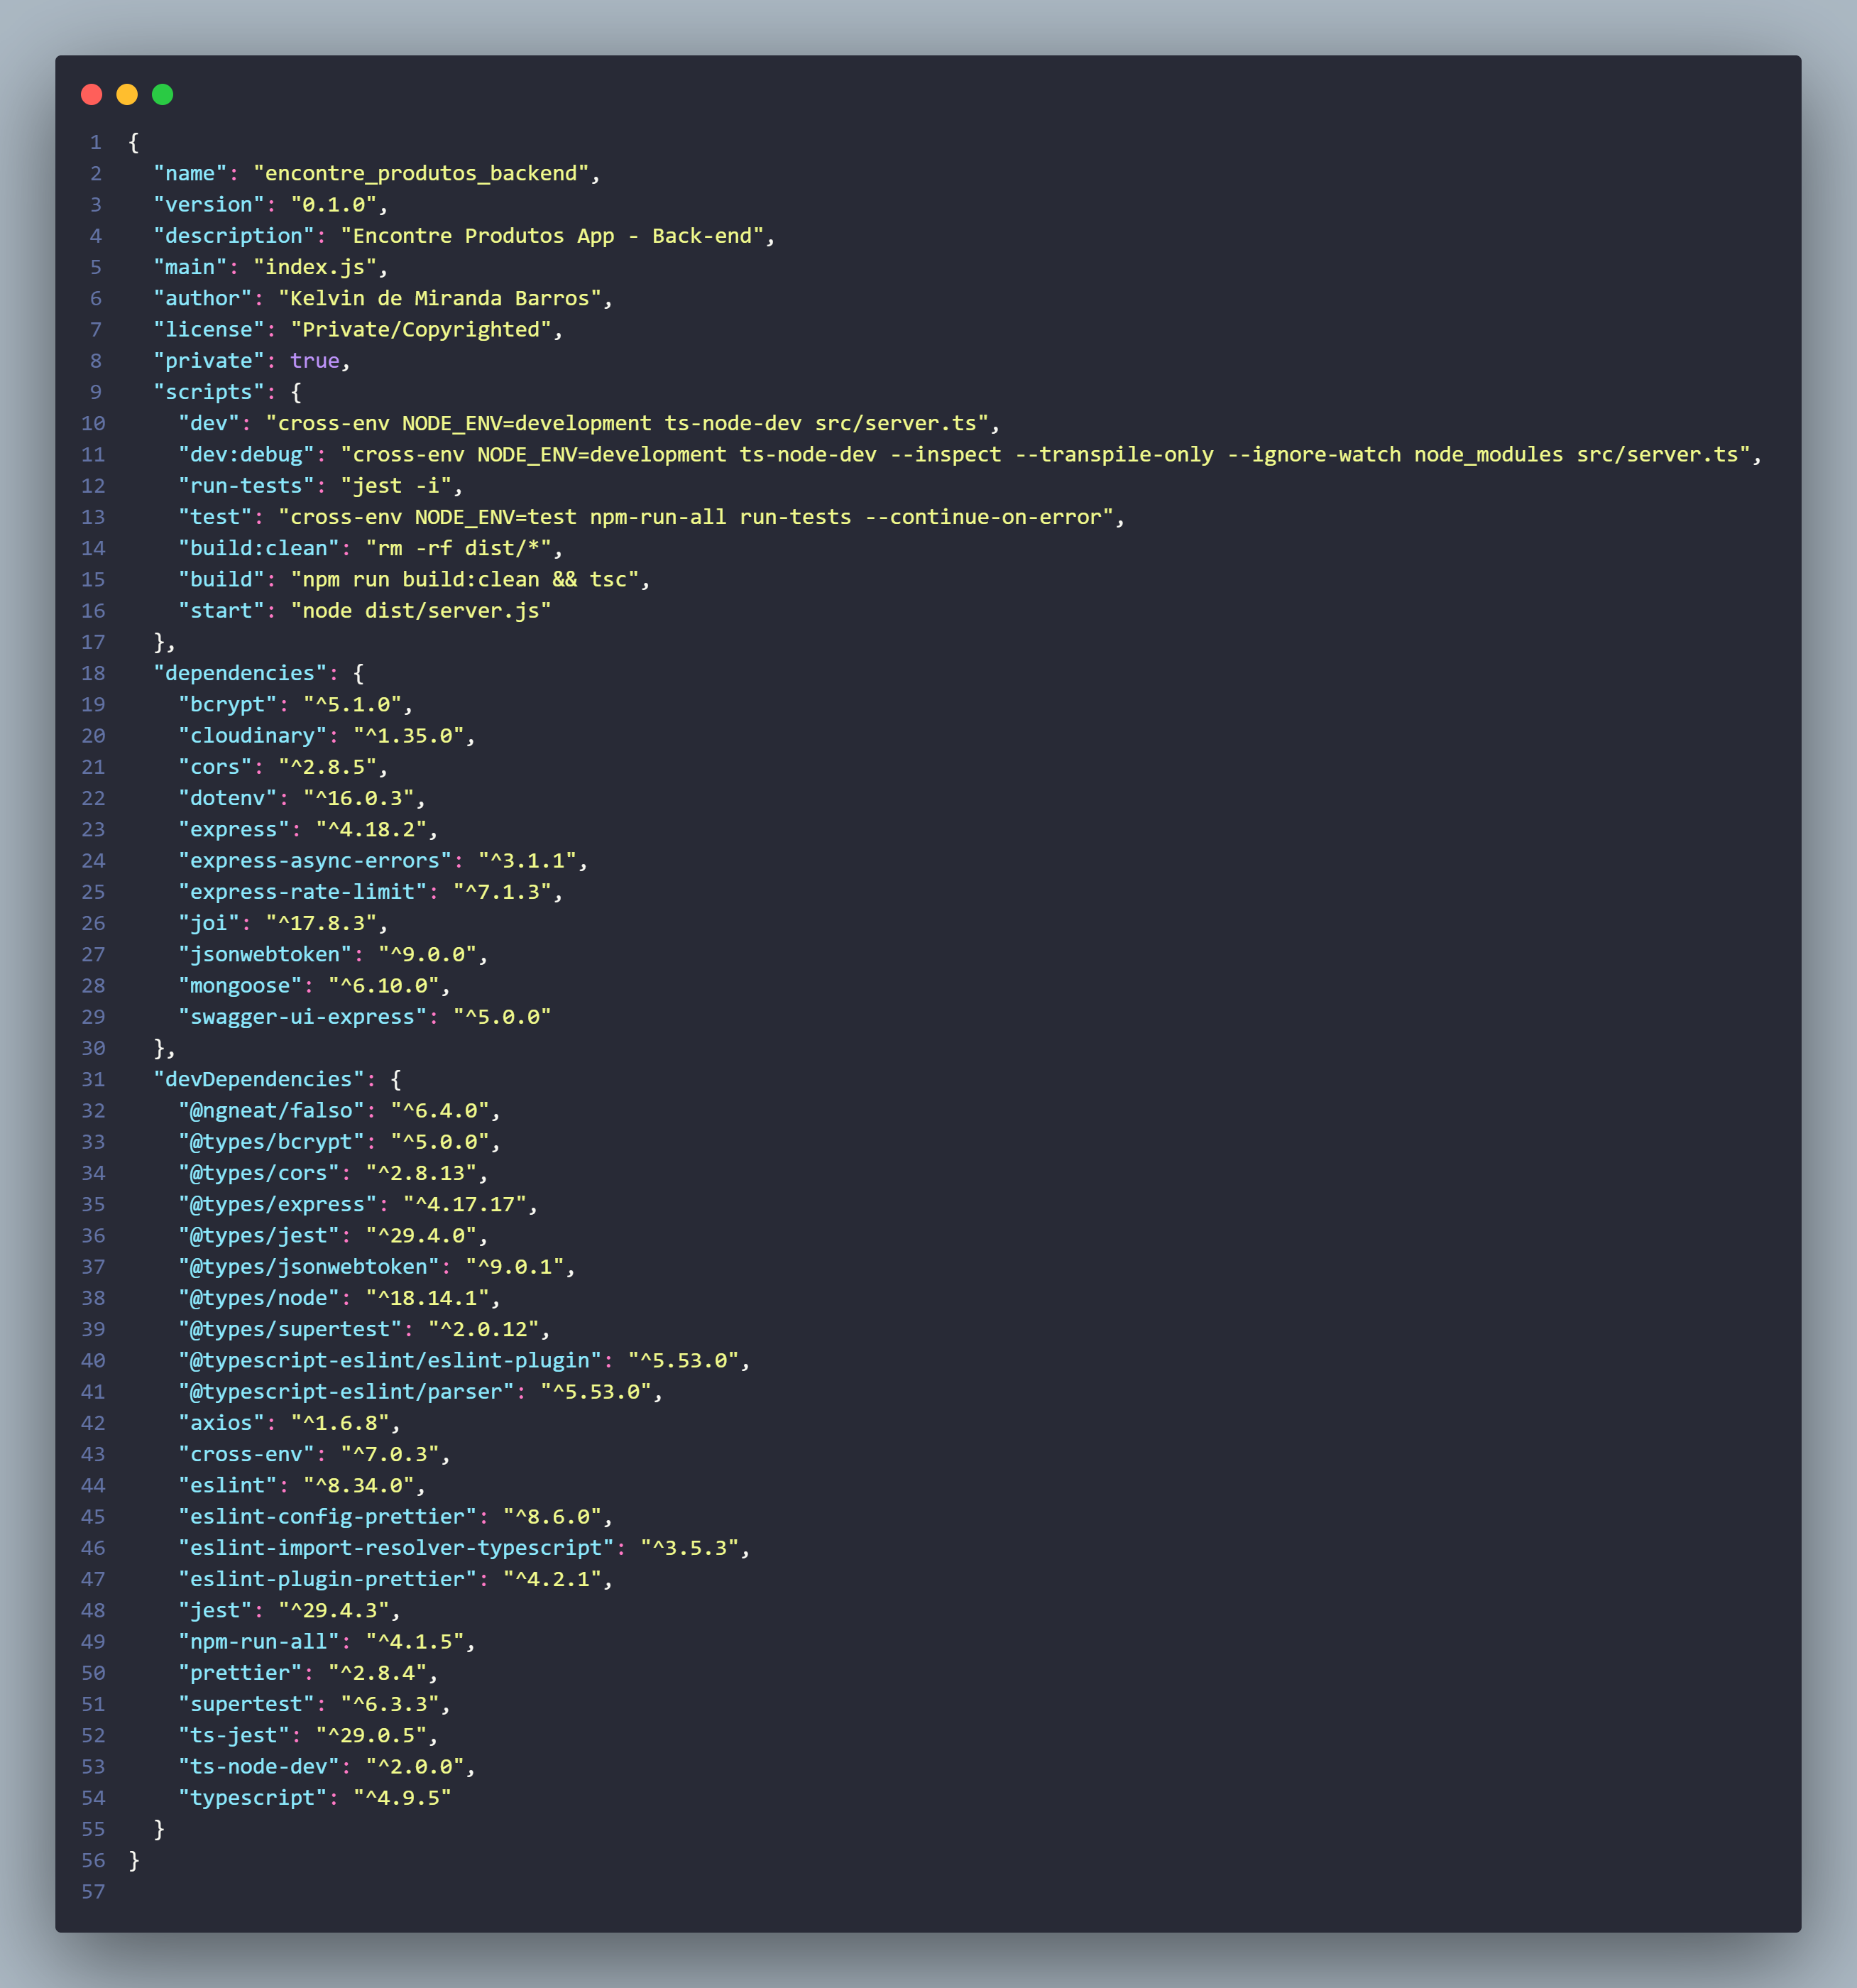 1 {
2 "name": "encontre_produtos_backend",
3 "version": "0.1.0",
4 "description": "Encontre Produtos App - Back-end",
5 "main": "index.js",
6 "author": "Kelvin de Miranda Barros",
7 "license": "Private/Copyrighted",
8 "private": true,
9 "scripts": {
10 "dev": "cross-env NODE_ENV=development ts-node-dev src/server.ts",
11 "dev:debug": "cross-env NODE_ENV=development ts-node-dev --inspect --transpile-only --ignore-watch node_modules src/server.ts",
12 "run-tests": "jest -i",
13 "test": "cross-env NODE_ENV=test npm-run-all run-tests --continue-on-error",
14 "build:clean": "rm -rf dist/*",
15 "build": "npm run build:clean && tsc",
16 "start": "node dist/server.js"
17 },
18 "dependencies": {
19 "bcrypt": "^5.1.0",
20 "cloudinary": "^1.35.0",
21 "cors": "^2.8.5",
22 "dotenv": "^16.0.3",
23 "express": "^4.18.2",
24 "express-async-errors": "^3.1.1",
25 "express-rate-limit": "^7.1.3",
26 "joi": "^17.8.3",
27 "jsonwebtoken": "^9.0.0",
28 "mongoose": "^6.10.0",
29 "swagger-ui-express": "^5.0.0"
30 },
31 "devDependencies": {
32 "@ngneat/falso": "^6.4.0",
33 "@types/bcrypt": "^5.0.0",
34 "@types/cors": "^2.8.13",
35 "@types/express": "^4.17.17",
36 "@types/jest": "^29.4.0",
37 "@types/jsonwebtoken": "^9.0.1",
38 "@types/node": "^18.14.1",
39 "@types/supertest": "^2.0.12",
40 "@typescript-eslint/eslint-plugin": "^5.53.0",
41 "@typescript-eslint/parser": "^5.53.0",
42 "axios": "^1.6.8",
43 "cross-env": "^7.0.3",
44 "eslint": "^8.34.0",
45 "eslint-config-prettier": "^8.6.0",
46 "eslint-import-resolver-typescript": "^3.5.3",
47 "eslint-plugin-prettier": "^4.2.1",
48 "jest": "^29.4.3",
49 "npm-run-all": "^4.1.5",
50 "prettier": "^2.8.4",
51 "supertest": "^6.3.3",
52 "ts-jest": "^29.0.5",
53 "ts-node-dev": "^2.0.0",
54 "typescript": "^4.9.5"
55 }
56 }
57